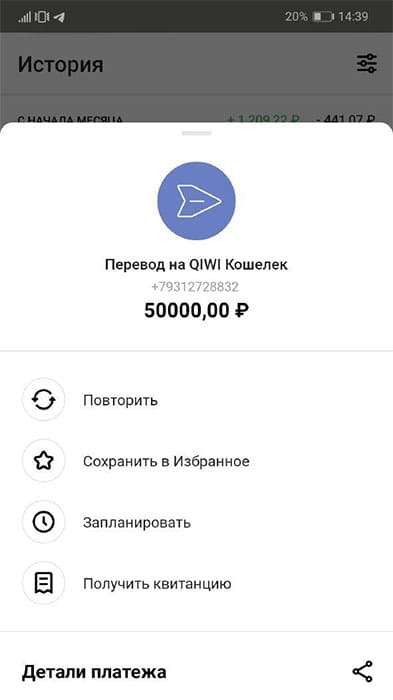 20% 14:39
История
С НАЧАЛА МЕСЯЦА + 1 209,22 ₽ - 441,07 ₽
Перевод на QIWI Кошелек
+79312728832
50000,00 ₽
Повторить
Сохранить в Избранное
Запланировать
Получить квитанцию
Детали платежа